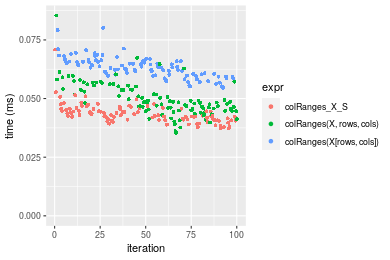 0.075
0.050
0.025
0.000
time (ms)
0
25
50
75
100
iteration
expr
colRanges_X_S
colRanges(X, rows, cols)
colRanges(X[rows, cols])